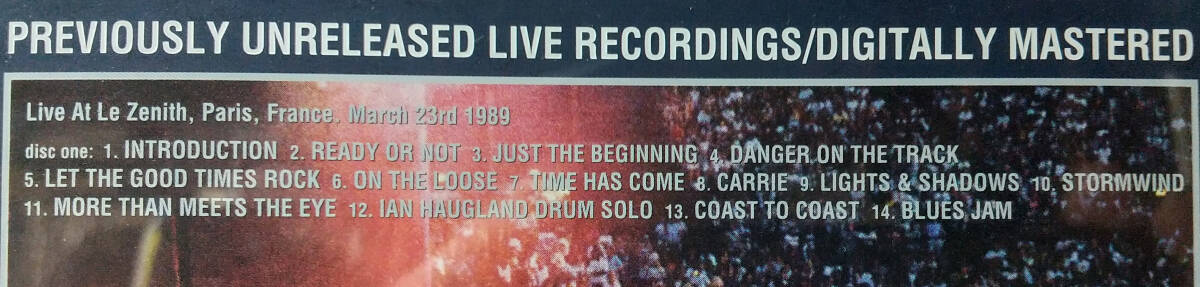 PREVIOUSLY UNRELEASED LIVE RECORDINGS/DIGITALLY MASTERED
Live At Le Zenith, Paris, France, March 23rd 1989
disc one: 1. INTRODUCTION 2. READY OR NOT 3. JUST THE BEGINNING 4. DANGER ON THE TRACK
5. LET THE GOOD TIMES ROCK 6. ON THE LOOSE 7. TIME HAS COME 8. CARRIE 9. LIGHTS & SHADOWS 10. STORMWIND
11. MORE THAN MEETS THE EYE 12. IAN HAUGLAND DRUM SOLO 13. COAST TO COAST 14. BLUES JAM